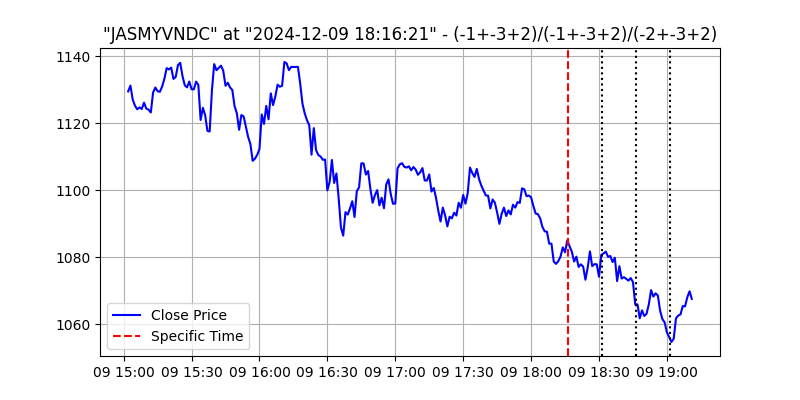 "JASMYVNDC" at "2024-12-09 18:16:21" - (-1+-3+2)/(-1+-3+2)/(-2+-3+2)
1140
1120
1100
1080
1060
Close Price
Specific Time
09 15:00 09 15:30 09 16:00 09 16:30 09 17:00 09 17:30 09 18:00 09 18:30 09 19:00